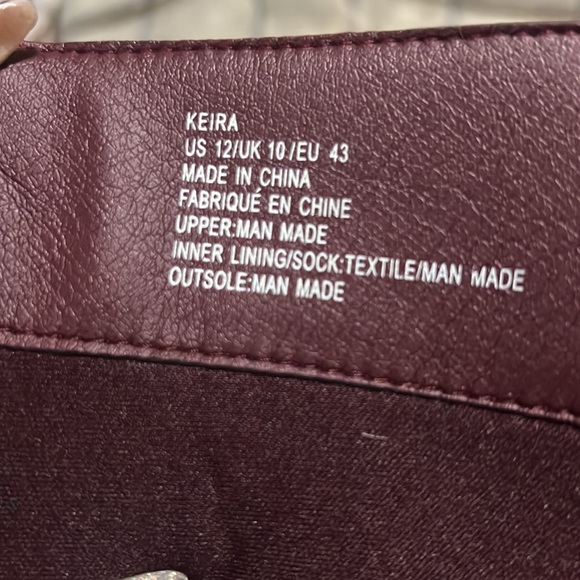 KEIRA
US 12/UK 10/EU 43
MADE IN CHINA
FABRIQUÉ EN CHINE
UPPER:MAN MADE
INNER LINING/SOCK:TEXTILE/MAN MADE
OUTSOLE:MAN MADE